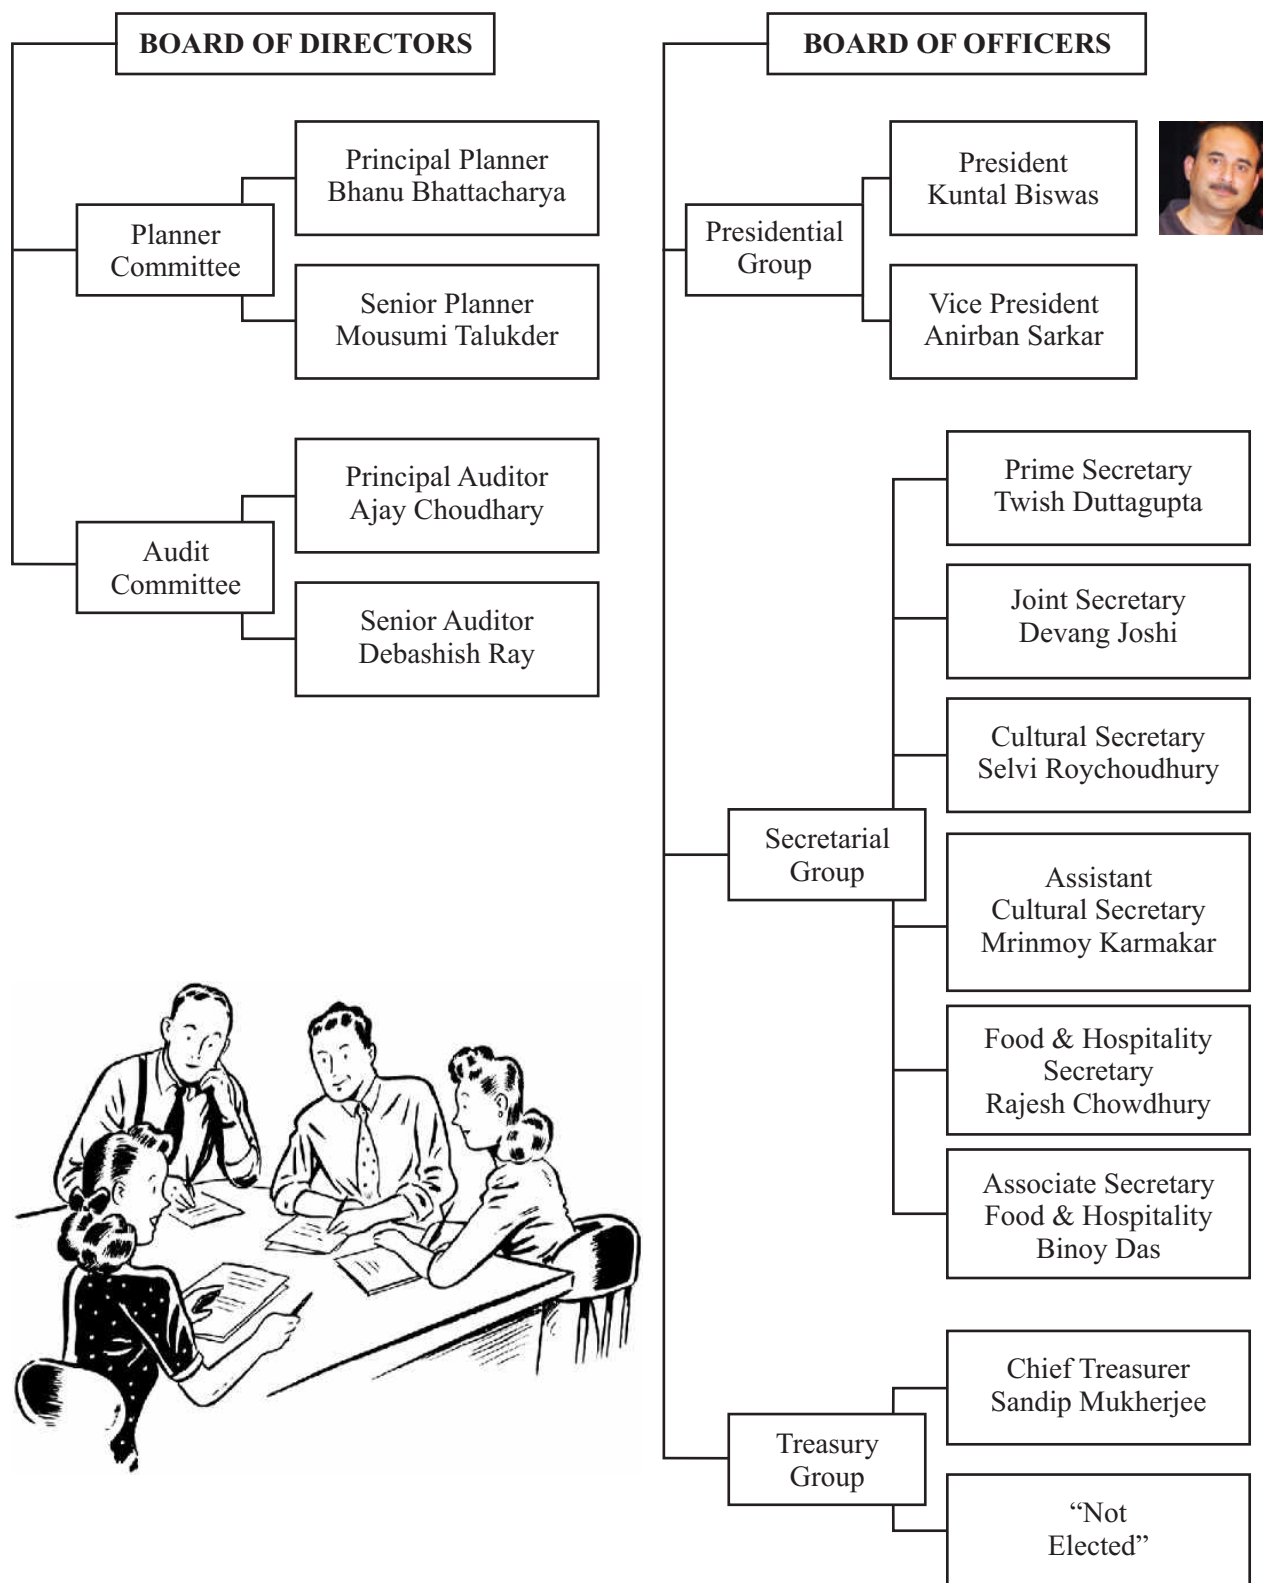 BOARD OF DIRECTORS
Planner
Committee
Principal Planner
Bhanu Bhattacharya
Senior Planner
Mousumi Talukder
Audit
Committee
Principal Auditor
Ajay Choudhary
Senior Auditor
Debashish Ray
BOARD OF OFFICERS
Presidential
Group
President
Kuntal Biswas
Vice President
Anirban Sarkar
Secretarial
Group
Prime Secretary
Twish Duttagupta
Joint Secretary
Devang Joshi
Cultural Secretary
Selvi Roychoudhury
Assistant
Cultural Secretary
Mrinmoy Karmakar
Food & Hospitality
Secretary
Rajesh Chowdhury
Associate Secretary
Food & Hospitality
Binoy Das
Treasury
Group
Chief Treasurer
Sandip Mukherjee
“Not
Elected”